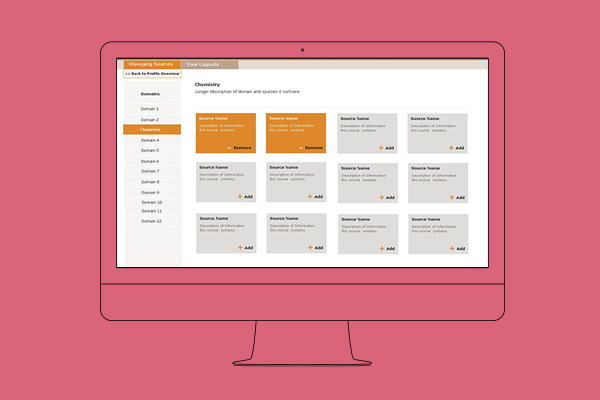 Managing Sources
Your Layouts
<< Back to Profile Overview
Domains
Domain 1
Domain 2
Chemistry
Domain 4
Domain 5
Domain 6
Domain 7
Domain 8
Domain 9
Domain 10
Domain 11
Domain 12
Chemistry
Longer description of domain and sources it contains
Source Name
Description of Information
this source contains.
− Remove
Source Name
Description of Information
this source contains.
− Remove
Source Name
Description of Information
this source contains.
+ Add
Source Name
Description of Information
this source contains.
+ Add
Source Name
Description of Information
this source contains.
+ Add
Source Name
Description of Information
this source contains.
+ Add
Source Name
Description of Information
this source contains.
+ Add
Source Name
Description of Information
this source contains.
+ Add
Source Name
Description of Information
this source contains.
+ Add
Source Name
Description of Information
this source contains.
+ Add
Source Name
Description of Information
this source contains.
+ Add
Source Name
Description of Information
this source contains.
+ Add